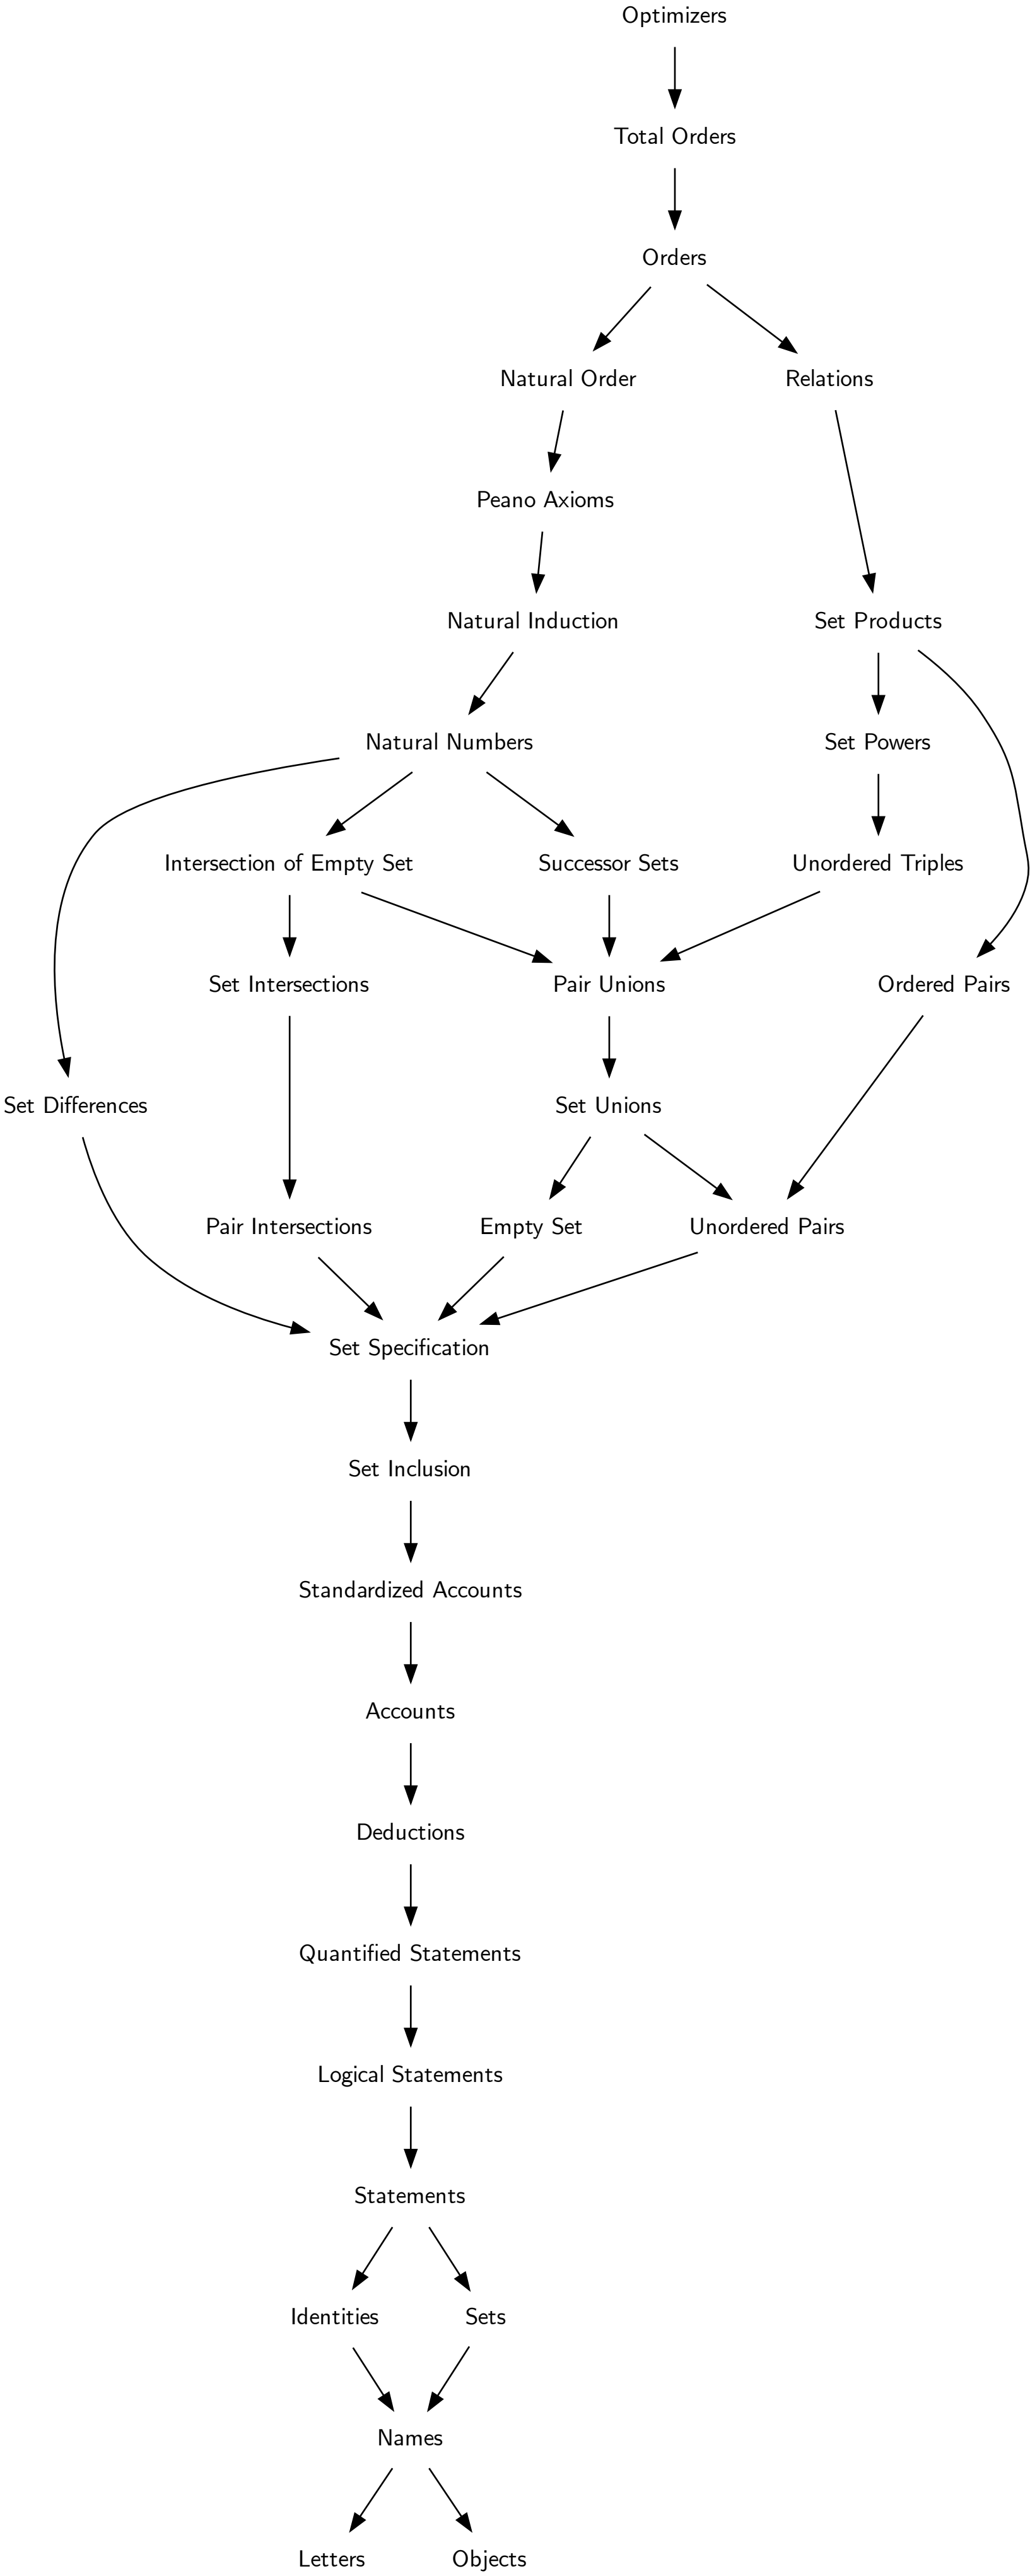 Optimizers
Total Orders
Orders
Natural Order
Relations
Peano Axioms
Natural Induction
Set Products
Natural Numbers
Set Powers
Intersection of Empty Set
Successor Sets
Unordered Triples
Set Intersections
Pair Unions
Ordered Pairs
Set Differences
Set Unions
Pair Intersections
Empty Set
Unordered Pairs
Set Specification
Set Inclusion
Standardized Accounts
Accounts
Deductions
Quantified Statements
Logical Statements
Statements
Identities
Sets
Names
Letters
Objects